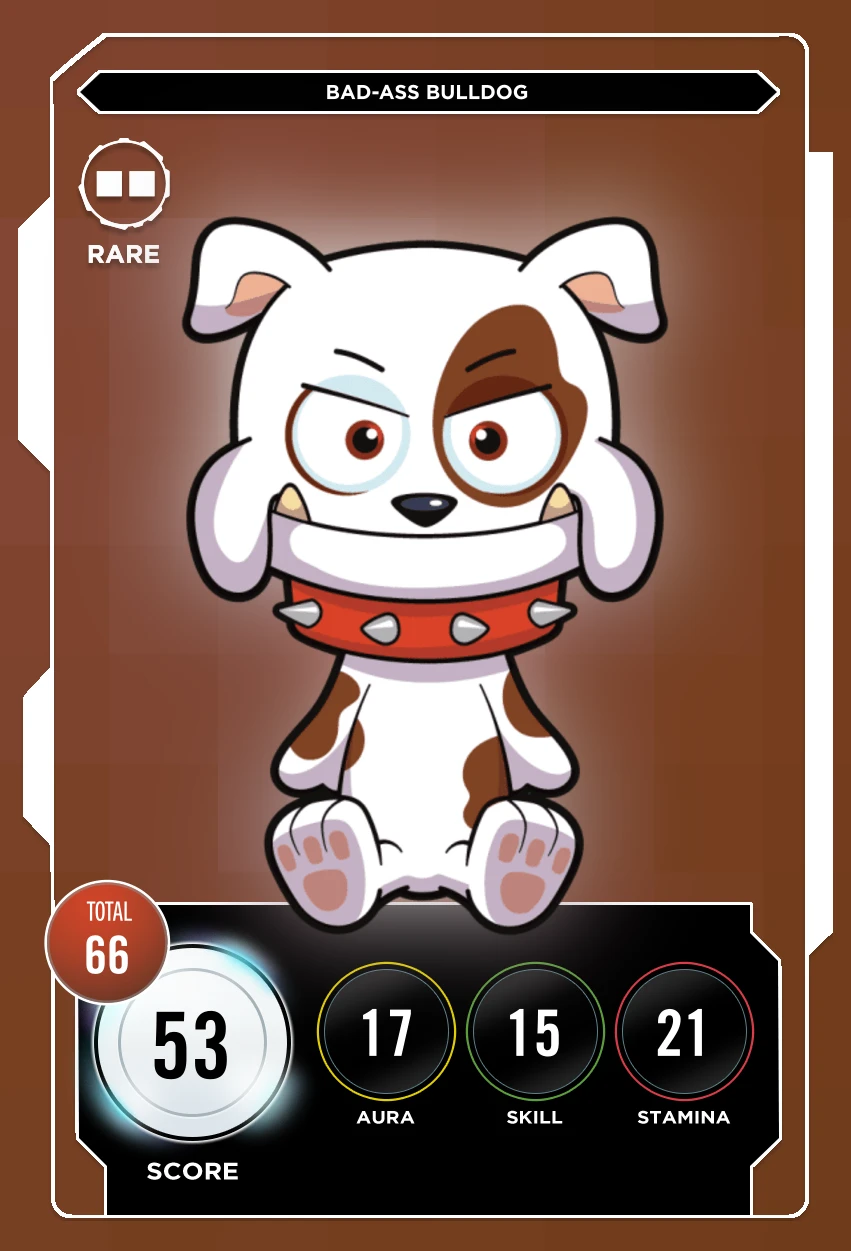 BAD-ASS BULLDOG
RARE
TOTAL
66
53
SCORE
17
AURA
15
SKILL
21
STAMINA